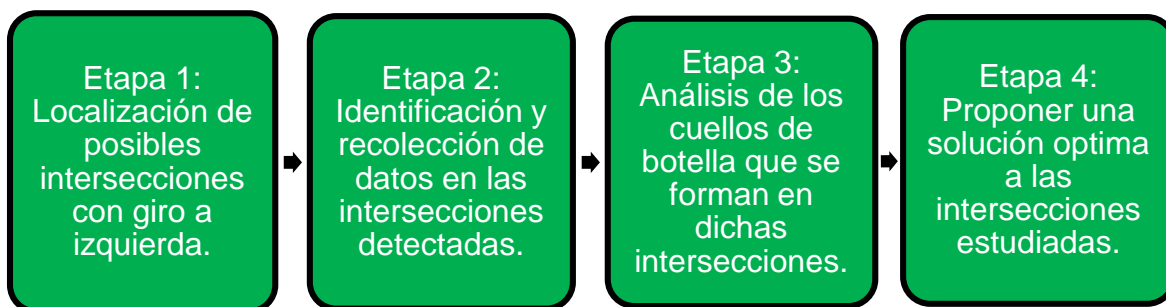 Etapa 1:
Localización de
posibles
intersecciones
con giro a
izquierda.
Etapa 2:
Identificación y
recolección de
datos en las
intersecciones
detectadas.
Etapa 3:
Análisis de los
cuellos de
botella que se
forman en
dichas
intersecciones.
Etapa 4:
Proponer una
solución optima
a las
intersecciones
estudiadas.